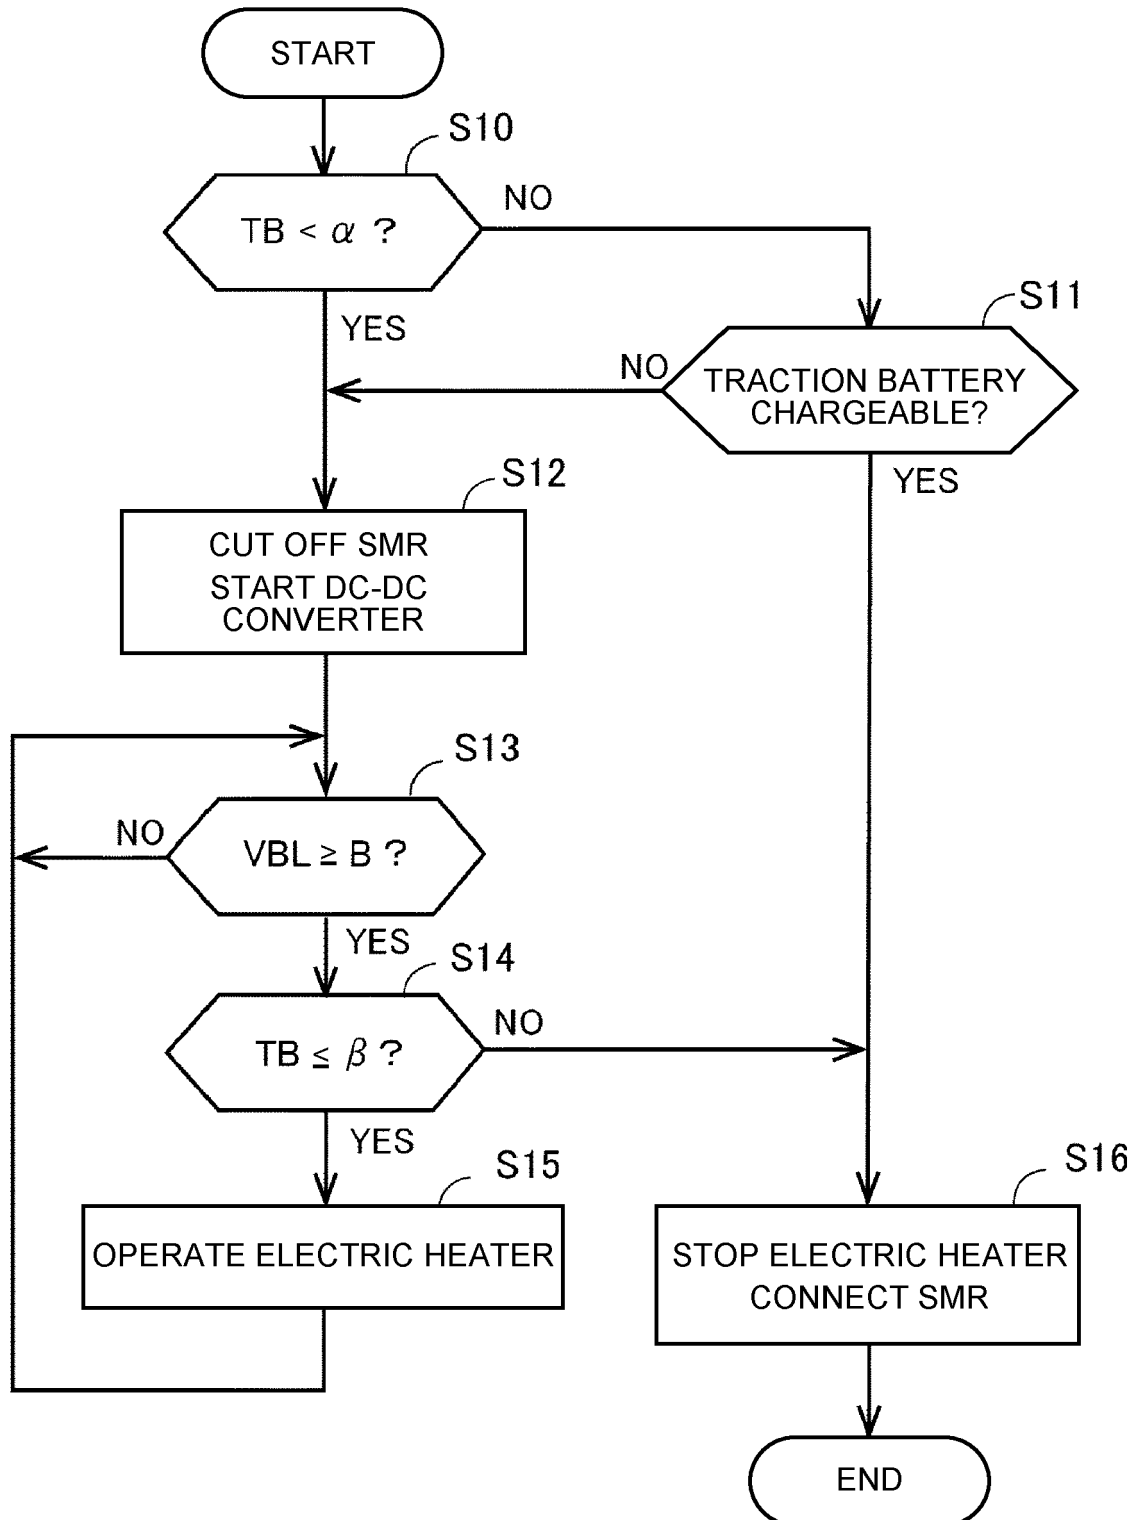 START
S10
TB < α ?
NO
YES
S11
TRACTION BATTERY
CHARGEABLE?
NO
YES
S12
CUT OFF SMR
START DC-DC
CONVERTER
S13
VBL ≥ B ?
NO
YES
S14
TB ≤ β ?
NO
YES
S15
OPERATE ELECTRIC HEATER
S16
STOP ELECTRIC HEATER
CONNECT SMR
END